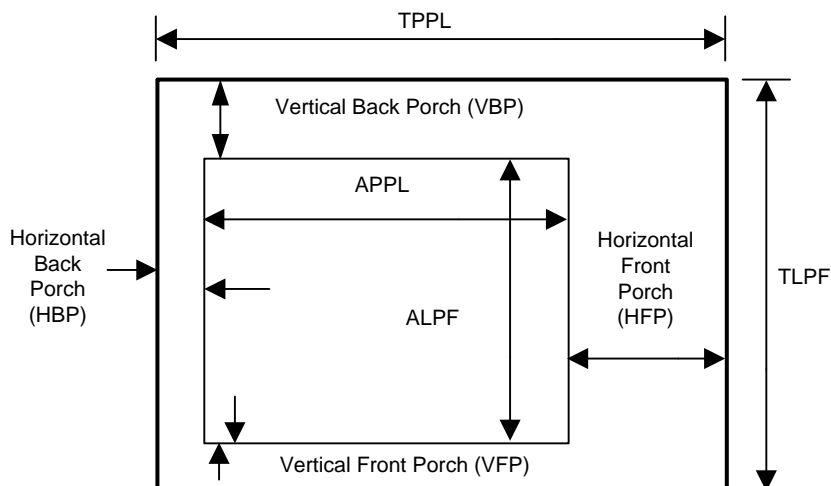 TPPL
Vertical Back Porch (VBP)
APPL
Horizontal
Back
Porch
(HBP)
Horizontal
Front
Porch
(HFP)
TLPF
ALPF
Vertical Front Porch (VFP)